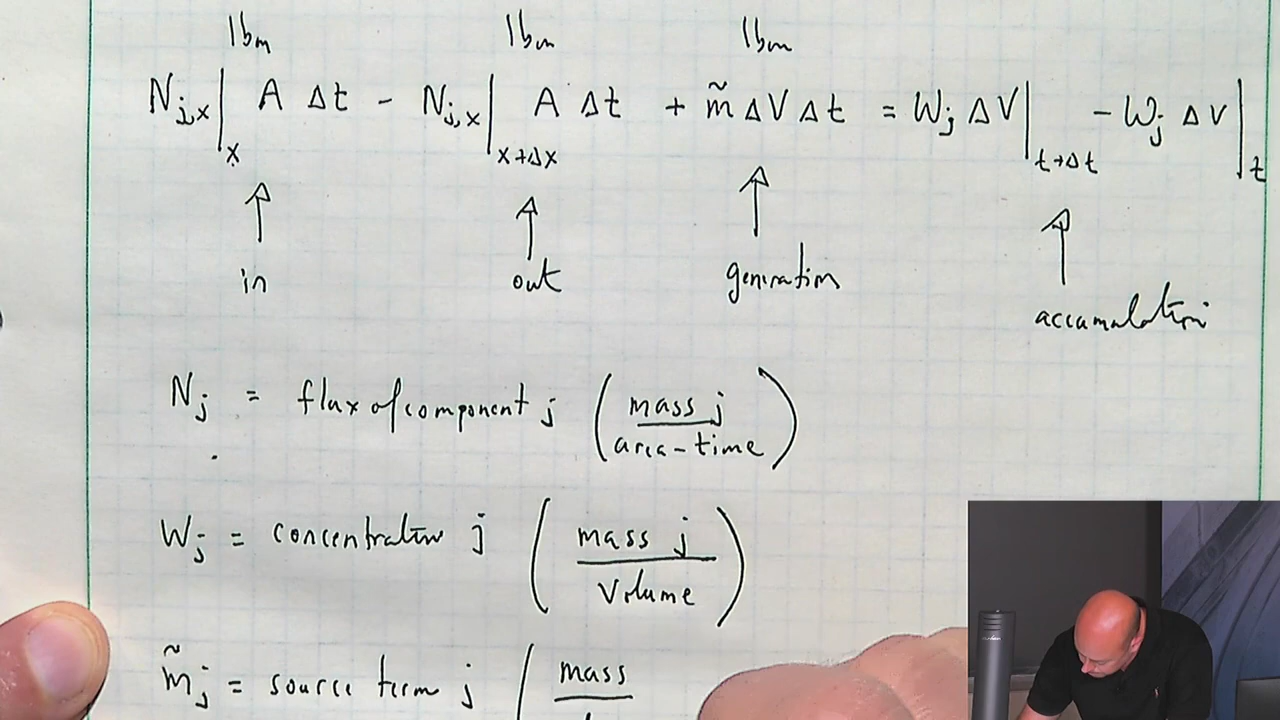 lbm lbm lbm
N_{j,x}|_x A Δt - N_{j,x}|_{x+Δx} A Δt + m̃ ΔV Δt = W_j ΔV|_{t+Δt} - W_j ΔV|_t
in out generation accumulation
N_j = flux of component j (mass j / area-time)
W_j = concentration j (mass j / Volume)
m̃_j = source term j (mass /